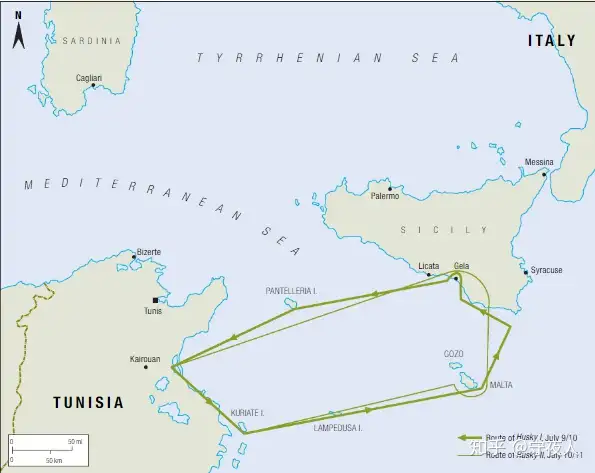 N
SARDINIA
Cagliari
TYRRHENIAN SEA
ITALY
Messina
MEDITERRANEAN SEA
Palermo
SICILY
Bizerte
Licata
Gela
Syracuse
Tunis
PANTELLERIA I.
Kairouan
GOZO
MALTA
TUNISIA
KURIATE I.
LAMPEDUSA I.
0 50 mi
0 50 km
Route of Husky I, July 9/10
Route of Husky II, July 10/11
知乎